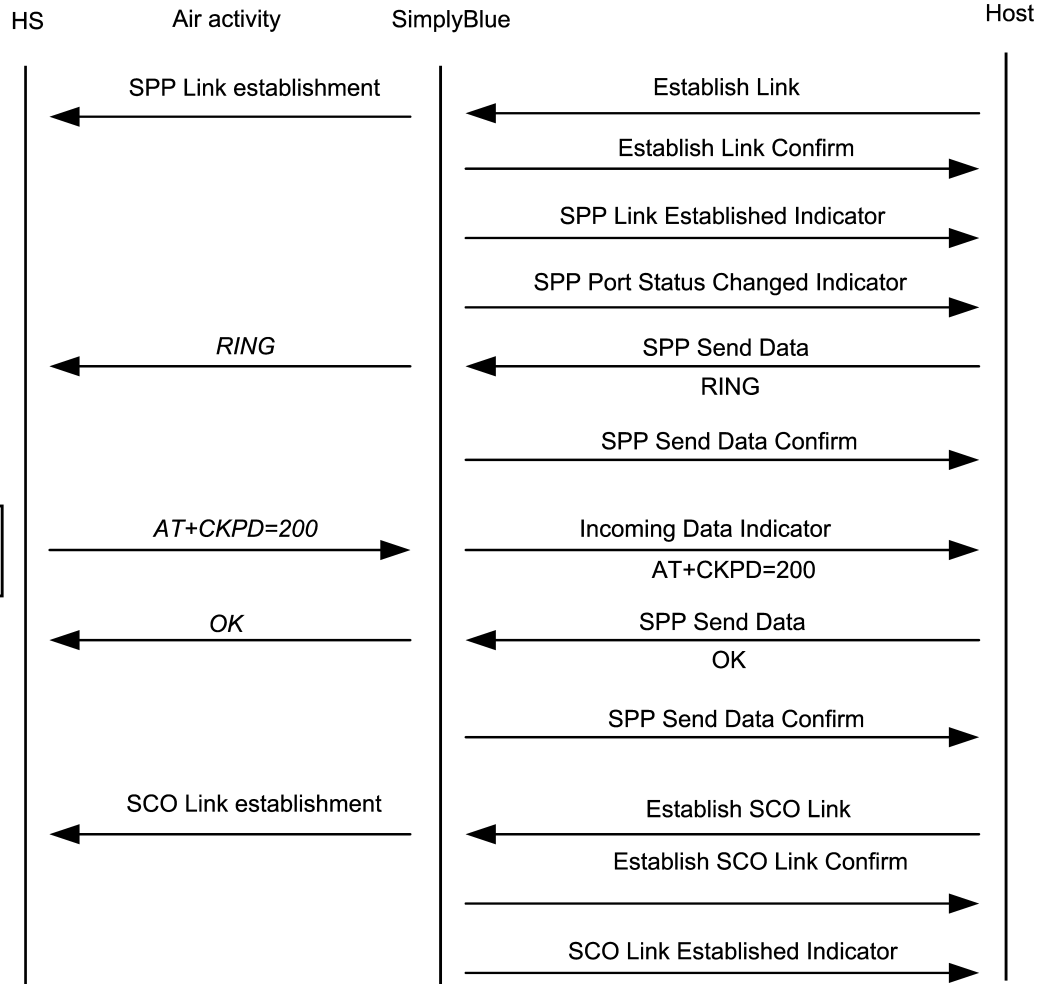 HS
Air activity
SimplyBlue
Host
SPP Link establishment
Establish Link
Establish Link Confirm
SPP Link Established Indicator
SPP Port Status Changed Indicator
RING
SPP Send Data
RING
SPP Send Data Confirm
AT+CKPD=200
Incoming Data Indicator
AT+CKPD=200
OK
SPP Send Data
OK
SPP Send Data Confirm
SCO Link establishment
Establish SCO Link
Establish SCO Link Confirm
SCO Link Established Indicator